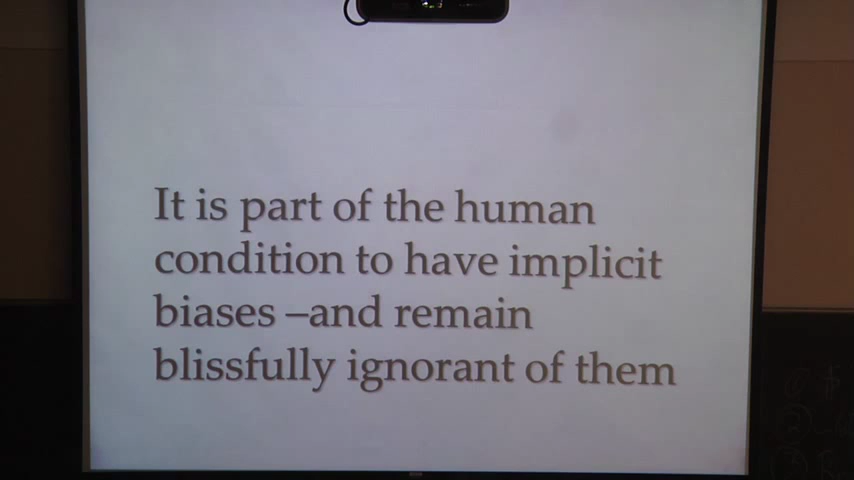 It is part of the human
condition to have implicit
biases –and remain
blissfully ignorant of them